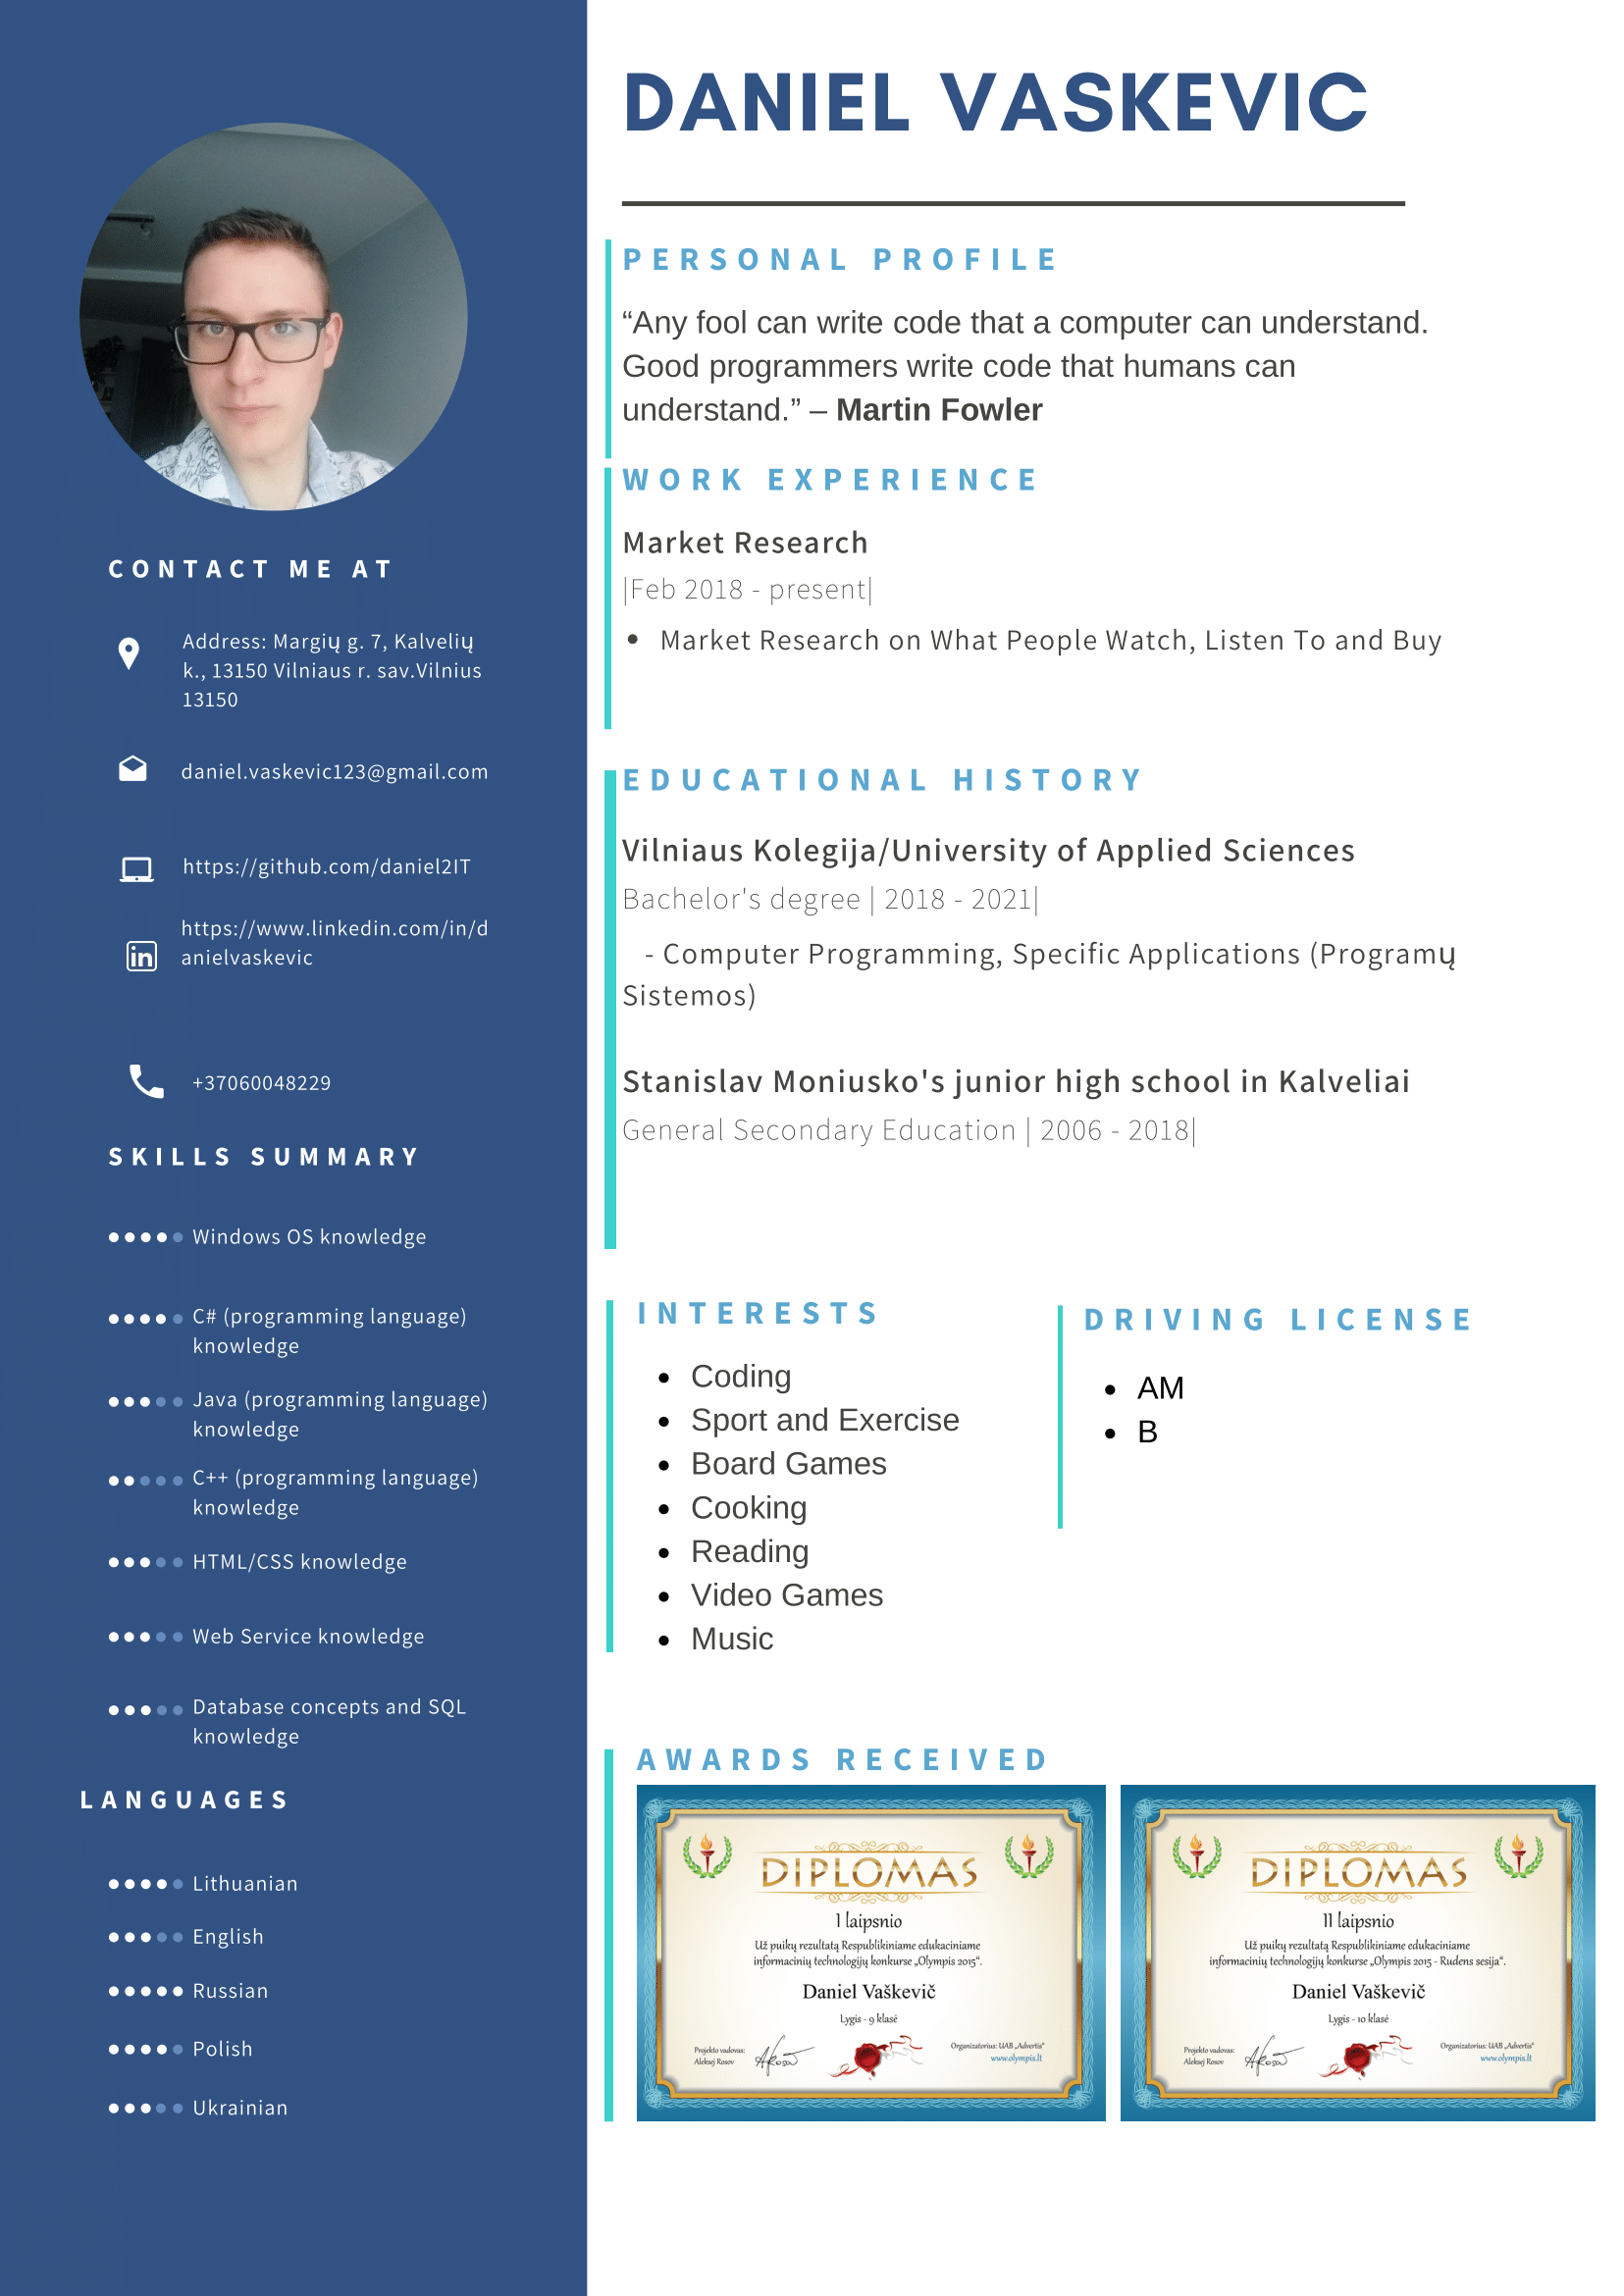 DANIEL VASKEVIC
CONTACT ME AT
Address: Margių g. 7, Kalvelių
k., 13150 Vilniaus r. sav.Vilnius
13150
daniel.vaskevic123@gmail.com
https://github.com/daniel2IT
https://www.linkedin.com/in/d
anielvaskevic
+37060048229
SKILLS SUMMARY
Windows OS knowledge
C# (programming language)
knowledge
Java (programming language)
knowledge
C++ (programming language)
knowledge
HTML/CSS knowledge
Web Service knowledge
Database concepts and SQL
knowledge
LANGUAGES
Lithuanian
English
Russian
Polish
Ukrainian
PERSONAL PROFILE
“Any fool can write code that a computer can understand.
Good programmers write code that humans can
understand.” – Martin Fowler
WORK EXPERIENCE
Market Research
|Feb 2018 - present|
• Market Research on What People Watch, Listen To and Buy
EDUCATIONAL HISTORY
Vilniaus Kolegija/University of Applied Sciences
Bachelor's degree | 2018 - 2021|
- Computer Programming, Specific Applications (Programų
Sistemos)
Stanislav Moniusko's junior high school in Kalveliai
General Secondary Education | 2006 - 2018|
INTERESTS
• Coding
• Sport and Exercise
• Board Games
• Cooking
• Reading
• Video Games
• Music
DRIVING LICENSE
• AM
• B
AWARDS RECEIVED
DIPLOMAS
I laipsnio
Už puikų rezultatą Respublikiniame edukaciniame
informacinių technologijų konkurse „Olympis 2015“.
Daniel Vaškevič
Lygis - 9 klasė
Projekto vadovas:
Aleksej Rosov
Organizatorius: UAB „Advertis“
www.olympis.lt
DIPLOMAS
II laipsnio
Už puikų rezultatą Respublikiniame edukaciniame
informacinių technologijų konkurse „Olympis 2015 - Rudens sesija“.
Daniel Vaškevič
Lygis - 10 klasė
Projekto vadovas:
Aleksej Rosov
Organizatorius: UAB „Advertis“
www.olympis.lt